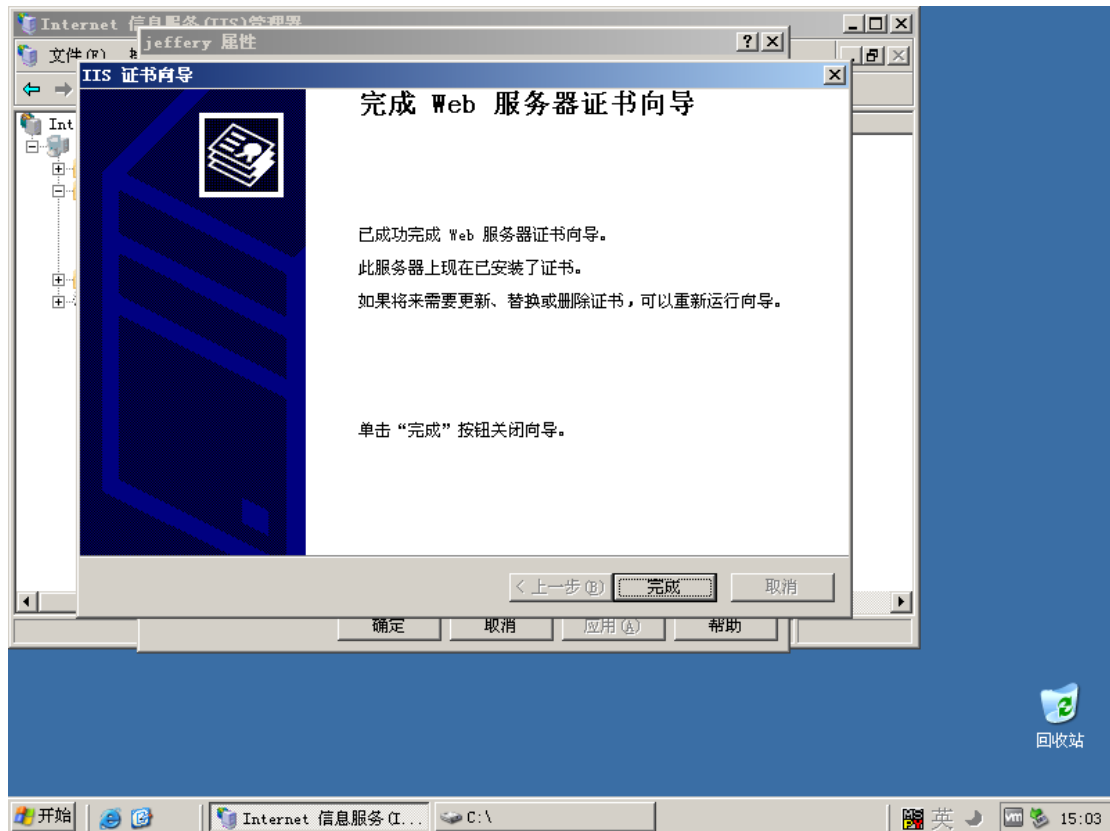 Internet 信息服务(IIS)管理器
jeffery 属性
文件(F)
IIS 证书向导
Int
完成 Web 服务器证书向导
已成功完成 Web 服务器证书向导。
此服务器上现在已安装了证书。
如果将来需要更新、替换或删除证书,可以重新运行向导。
单击“完成”按钮关闭向导。
< 上一步(B)
完成
取消
确定
取消
应用(A)
帮助
回收站
开始
Internet 信息服务(I...
C:\
英
vm
15:03